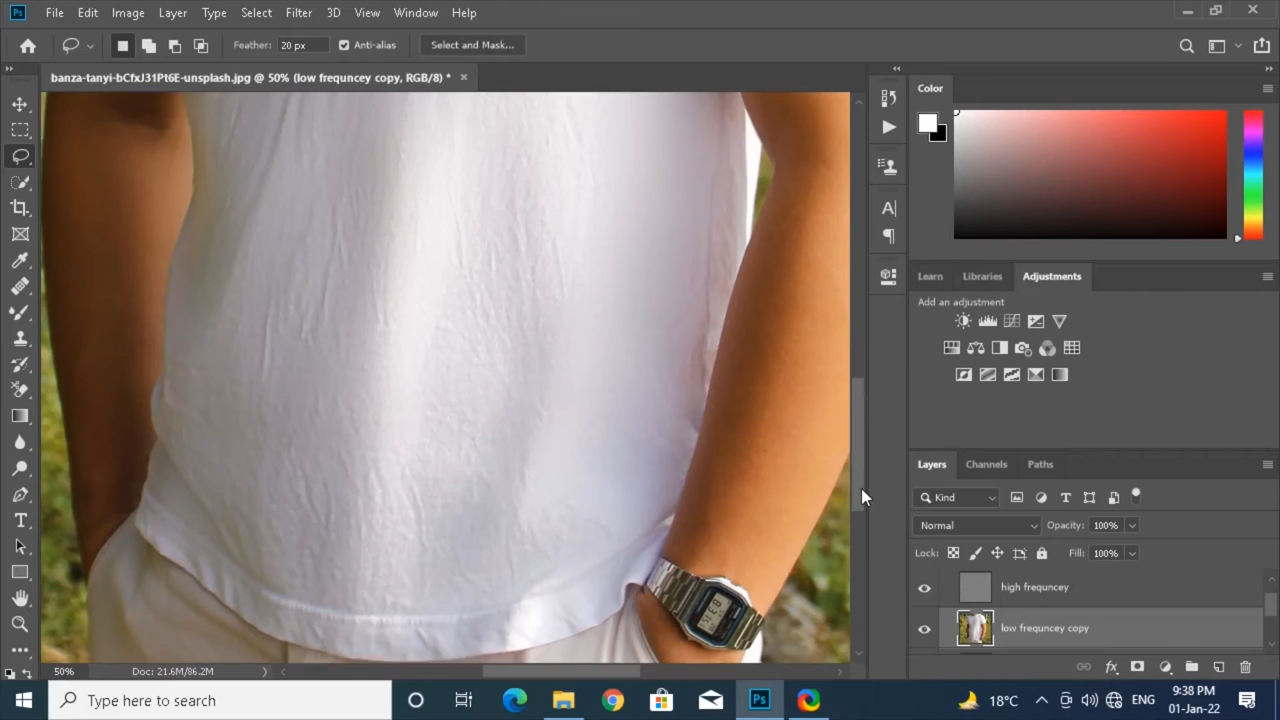 Ps File Edit Image Layer Type Select Filter 3D View Window Help
Feather: 20 px Anti-alias Select and Mask...
banza-tanyi-bCfxJ31Pt6E-unsplash.jpg @ 50% (low frequncey copy, RGB/8) *
Color
Learn Libraries Adjustments
Add an adjustment
Layers Channels Paths
Kind
Normal Opacity: 100%
Lock: Fill: 100%
high frequncey
low frequncey copy
50% Doc: 21.6M/86.2M
Type here to search
Ps
18°C ENG
9:38 PM
01-Jan-22